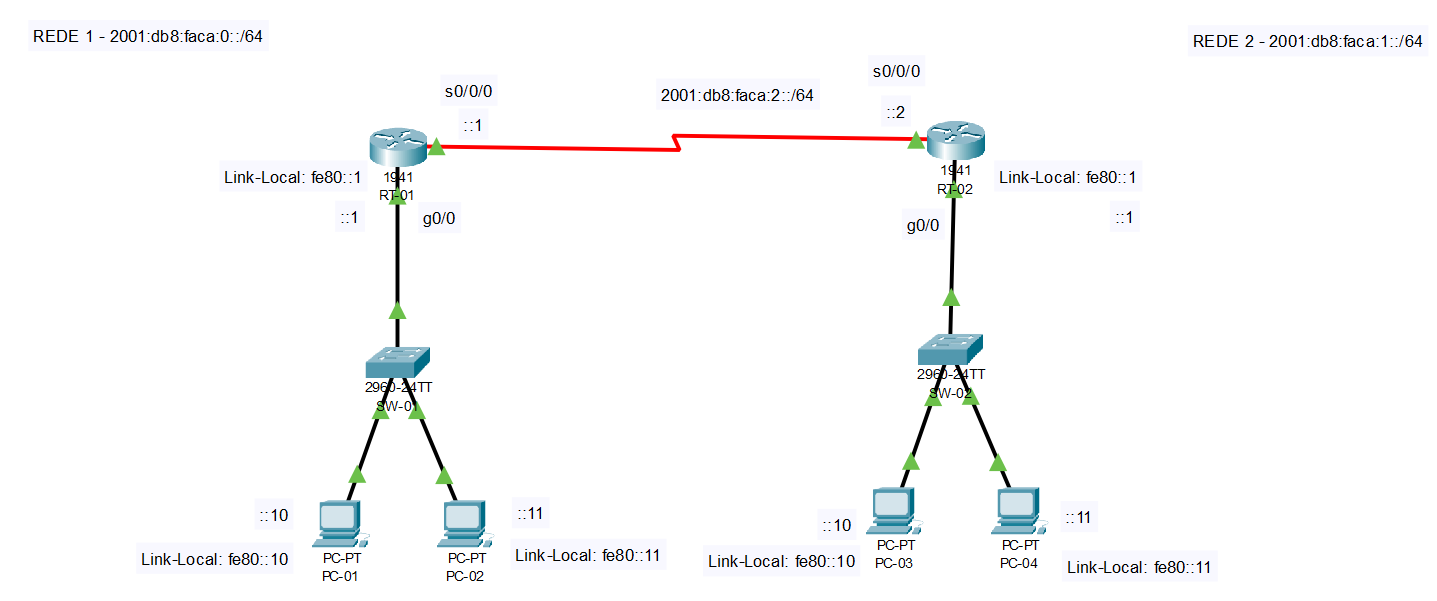 REDE 1 - 2001:db8:faca:0::/64
REDE 2 - 2001:db8:faca:1::/64
s0/0/0
::1
2001:db8:faca:2::/64
s0/0/0
::2
Link-Local: fe80::1
1941
RT-01
::1
g0/0
1941
RT-02
Link-Local: fe80::1
g0/0
::1
2960-24TT
SW-01
2960-24TT
SW-02
::10
Link-Local: fe80::10
PC-PT
PC-01
::11
Link-Local: fe80::11
PC-PT
PC-02
::10
Link-Local: fe80::10
PC-PT
PC-03
::11
Link-Local: fe80::11
PC-PT
PC-04